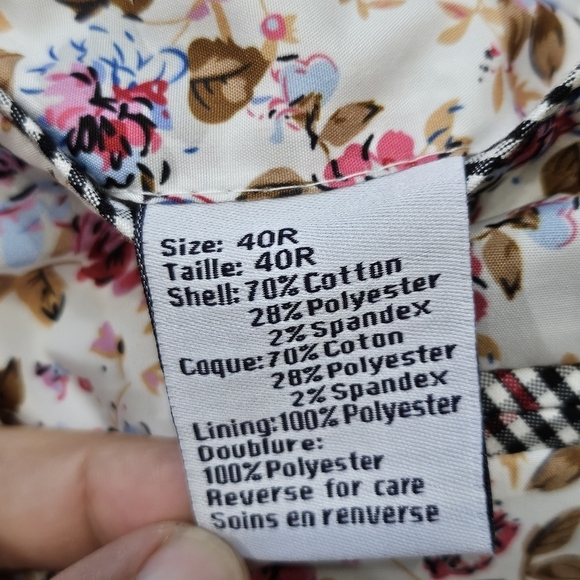 Size: 40R
Taille: 40R
Shell: 70% Cotton
28% Polyester
2% Spandex
Coque: 70% Coton
28% Polyester
2% Spandex
Lining: 100% Polyester
Doublure:
100% Polyester
Reverse for care
Soins en renverse